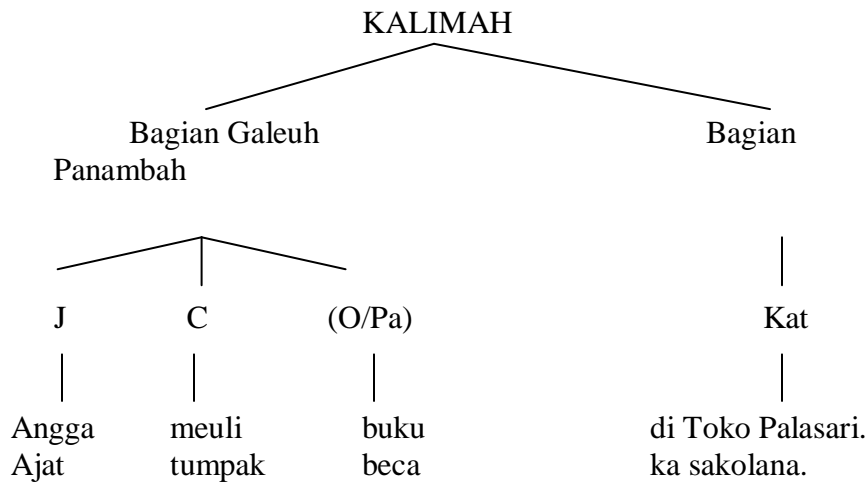 KALIMAH
Bagian Galeuh Bagian
Panambah
J C (O/Pa) Kat
Angga meuli buku di Toko Palasari.
Ajat tumpak beca ka sakolana.